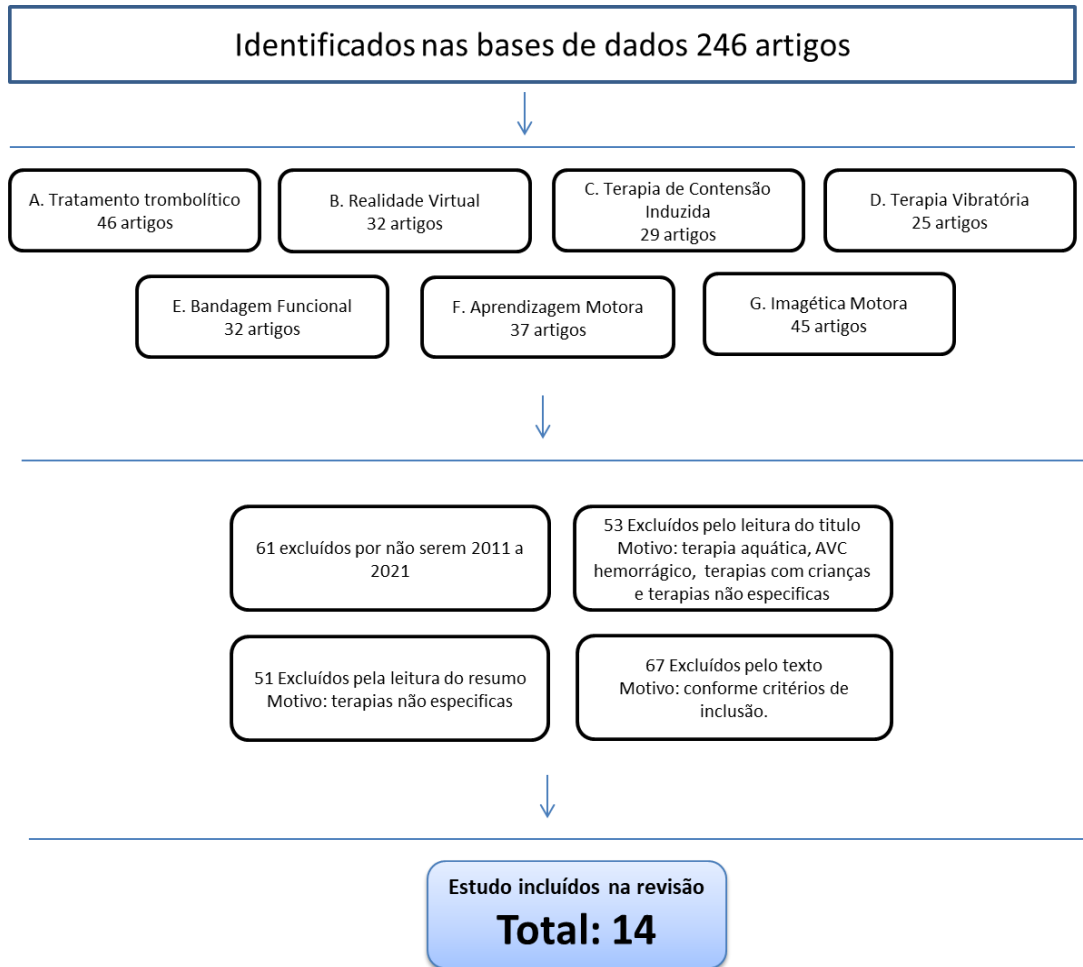 Identificados nas bases de dados 246 artigos
A. Tratamento trombolítico
46 artigos
B. Realidade Virtual
32 artigos
C. Terapia de Contensão
Induzida
29 artigos
D. Terapia Vibratória
25 artigos
E. Bandagem Funcional
32 artigos
F. Aprendizagem Motora
37 artigos
G. Imagética Motora
45 artigos
61 excluídos por não serem 2011 a
2021
53 Excluídos pelo leitura do titulo
Motivo: terapia aquática, AVC
hemorrágico, terapias com crianças
e terapias não especificas
51 Excluídos pela leitura do resumo
Motivo: terapias não especificas
67 Excluídos pelo texto
Motivo: conforme critérios de
inclusão.
Estudo incluídos na revisão
Total: 14